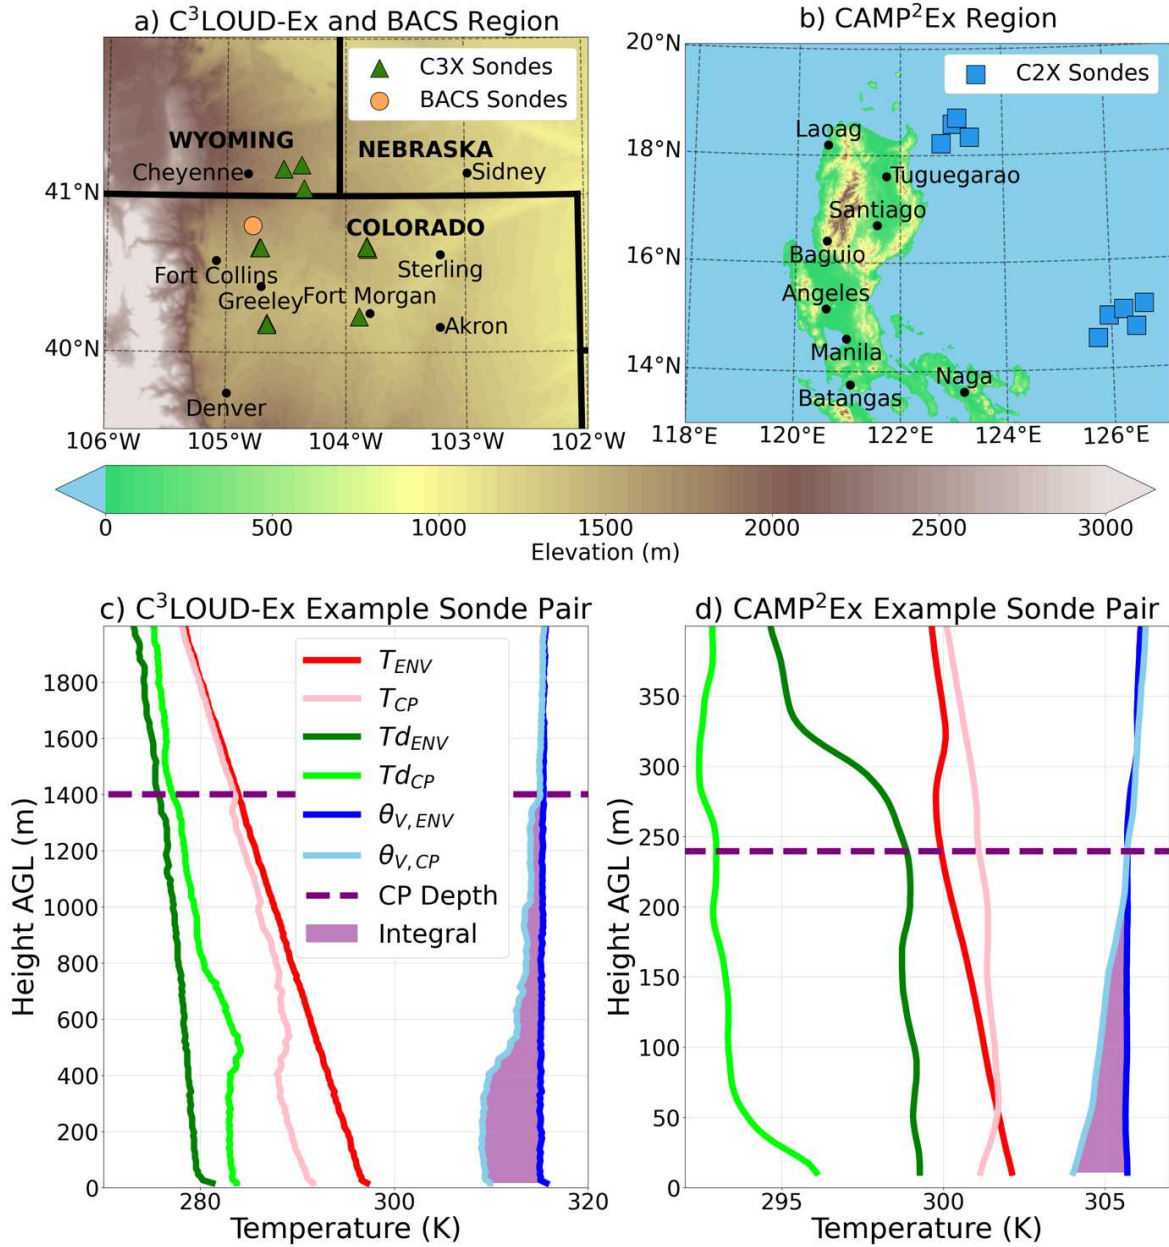 a) C³LOUD-Ex and BACS Region
C3X Sondes
BACS Sondes
WYOMING
NEBRASKA
Cheyenne
Sidney
41°N
COLORADO
Fort Collins
Sterling
Greeley
Fort Morgan
Akron
40°N
Denver
106°W
105°W
104°W
103°W
102°W
b) CAMP²Ex Region
20°N
C2X Sondes
Laoag
18°N
Tuguegarao
Santiago
16°N
Baguio
Angeles
Manila
14°N
Naga
Batangas
118°E
120°E
122°E
124°E
126°E
0
500
1000
1500
2000
2500
3000
Elevation (m)
c) C³LOUD-Ex Example Sonde Pair
T_ENV
T_CP
Td_ENV
Td_CP
θ_V,ENV
θ_V,CP
CP Depth
Integral
1800
1600
1400
1200
1000
800
600
400
200
0
Height AGL (m)
280
300
320
Temperature (K)
d) CAMP²Ex Example Sonde Pair
350
300
250
200
150
100
50
0
Height AGL (m)
295
300
305
Temperature (K)